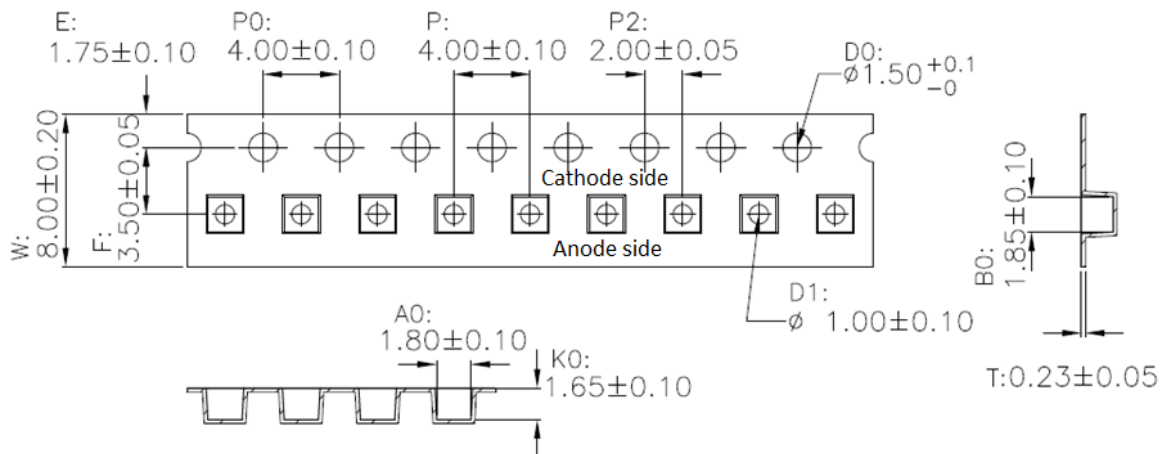 E:
1.75±0.10
P0:
4.00±0.10
P:
4.00±0.10
P2:
2.00±0.05
D0:
ϕ1.50 +0.1
-0
W:
8.00±0.20
F:
3.50±0.05
Cathode side
Anode side
D1:
ϕ 1.00±0.10
B0:
1.85±0.10
T:0.23±0.05
A0:
1.80±0.10
K0:
1.65±0.10